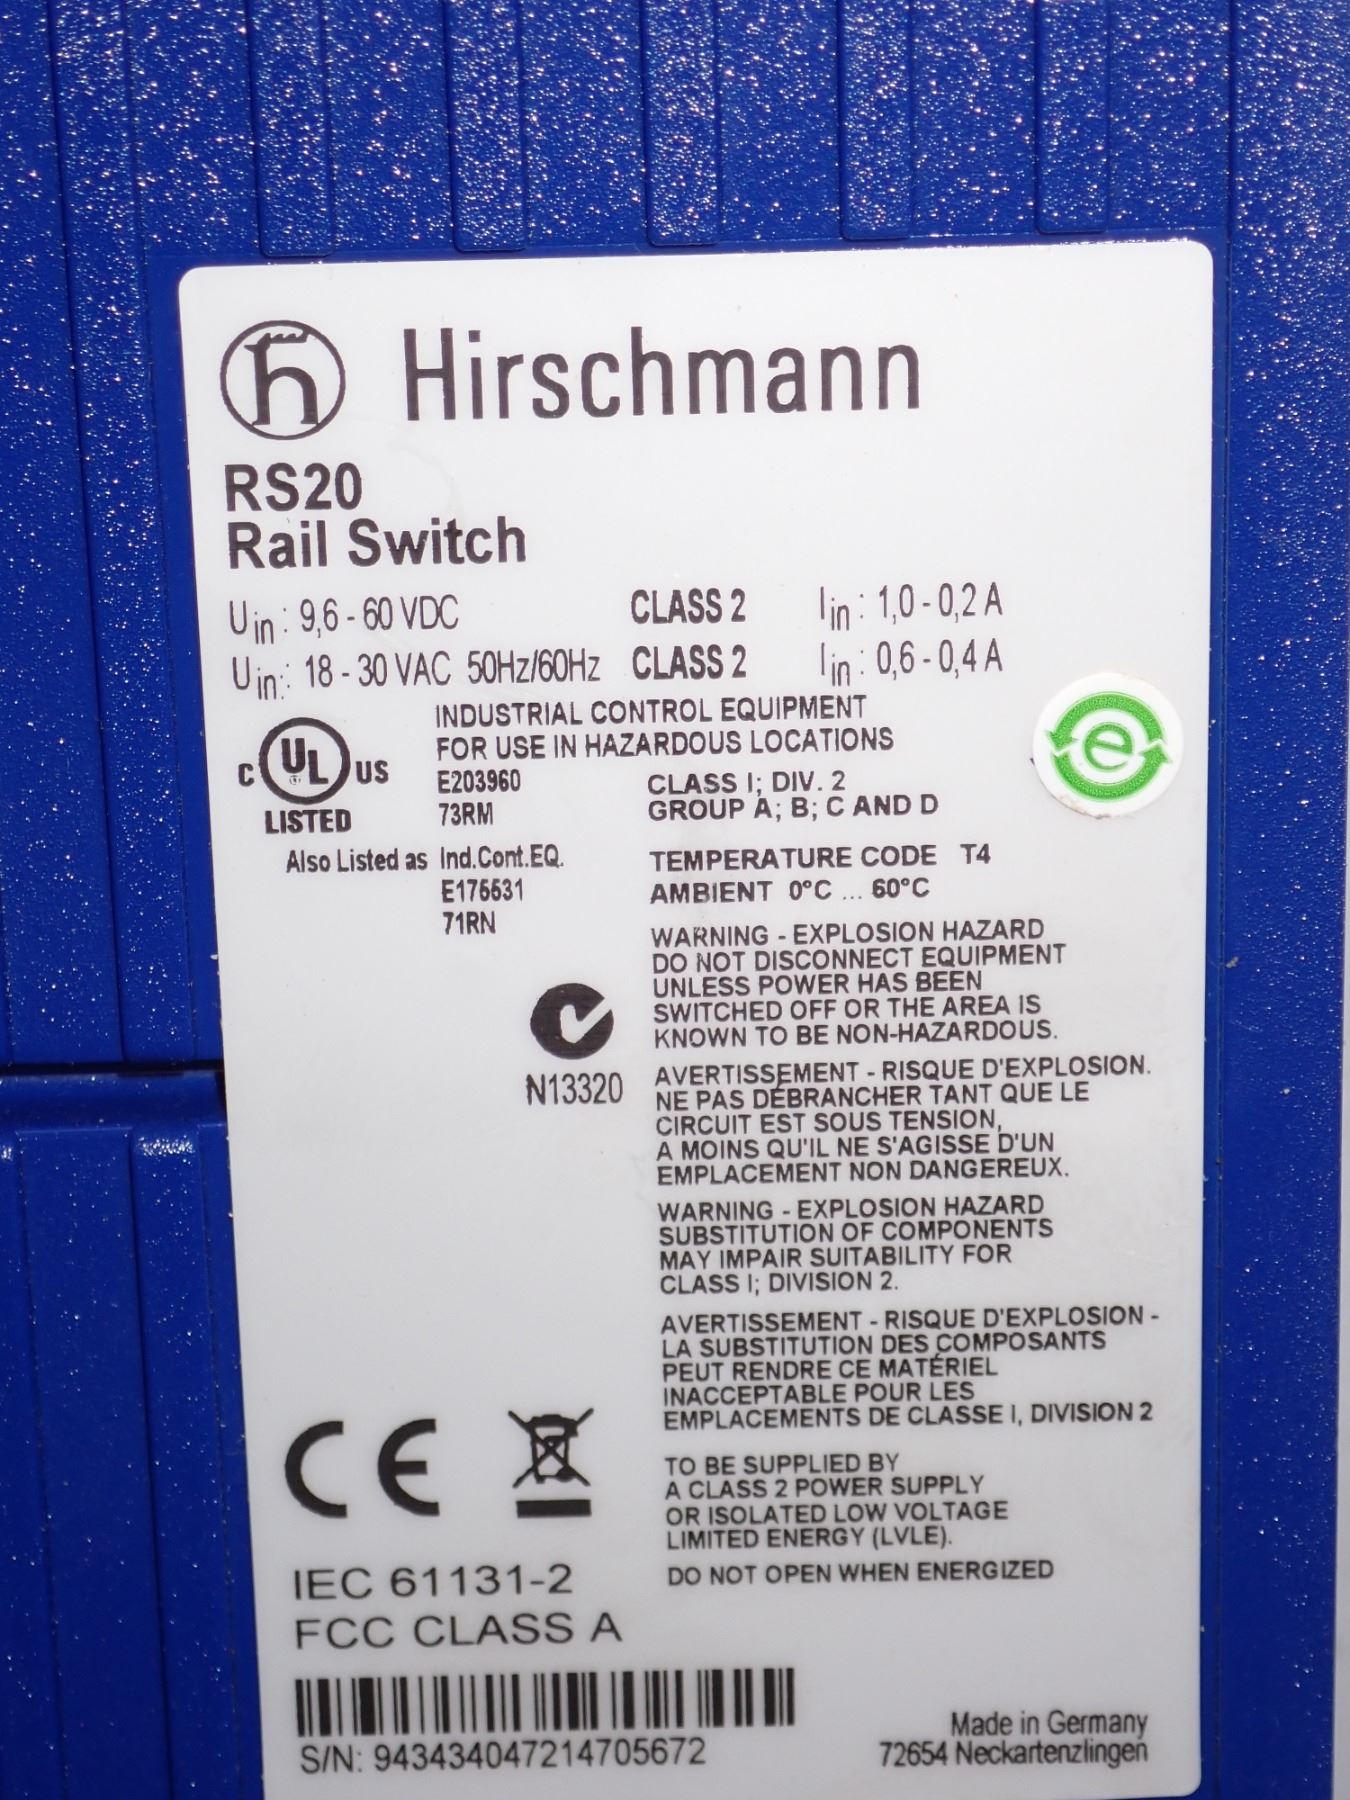 Hirschmann
RS20
Rail Switch
Uin: 9,6 - 60 VDC CLASS 2 Iin: 1,0 - 0,2 A
Uin: 18 - 30 VAC 50Hz/60Hz CLASS 2 Iin: 0,6 - 0,4 A
INDUSTRIAL CONTROL EQUIPMENT
FOR USE IN HAZARDOUS LOCATIONS
C UL US
LISTED
E203960
73RM
CLASS I; DIV. 2
GROUP A; B; C AND D
e
Also Listed as Ind.Cont.EQ.
E175531
71RN
TEMPERATURE CODE T4
AMBIENT 0°C ... 60°C
WARNING - EXPLOSION HAZARD
DO NOT DISCONNECT EQUIPMENT
UNLESS POWER HAS BEEN
SWITCHED OFF OR THE AREA IS
KNOWN TO BE NON-HAZARDOUS.
N13320
AVERTISSEMENT - RISQUE D'EXPLOSION.
NE PAS DÉBRANCHER TANT QUE LE
CIRCUIT EST SOUS TENSION,
A MOINS QU'IL NE S'AGISSE D'UN
EMPLACEMENT NON DANGEREUX.
WARNING - EXPLOSION HAZARD
SUBSTITUTION OF COMPONENTS
MAY IMPAIR SUITABILITY FOR
CLASS I; DIVISION 2.
AVERTISSEMENT - RISQUE D'EXPLOSION -
LA SUBSTITUTION DES COMPOSANTS
PEUT RENDRE CE MATÉRIEL
INACCEPTABLE POUR LES
EMPLACEMENTS DE CLASSE I, DIVISION 2
TO BE SUPPLIED BY
A CLASS 2 POWER SUPPLY
OR ISOLATED LOW VOLTAGE
LIMITED ENERGY (LVLE).
DO NOT OPEN WHEN ENERGIZED
CE
IEC 61131-2
FCC CLASS A
S/N: 943434047214705672
Made in Germany
72654 Neckartenzlingen